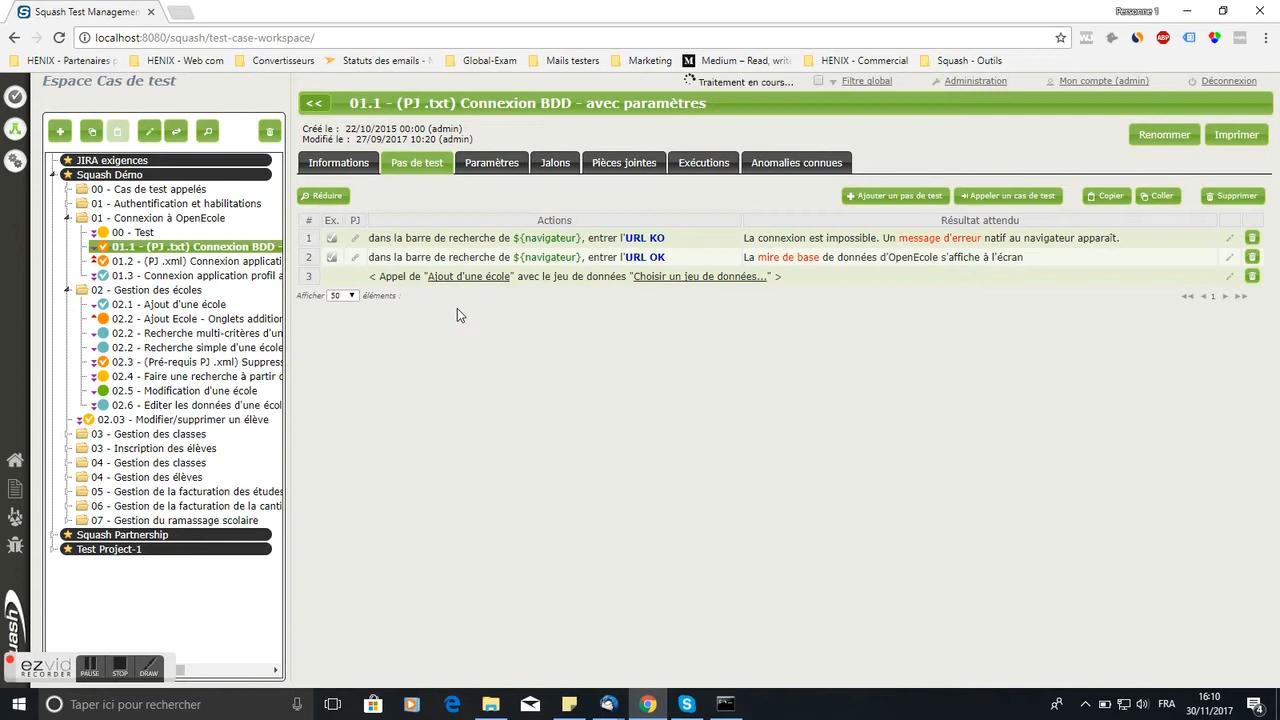 Squash Test Managemen
Personne 1
localhost:8080/squash/test-case-workspace/
HENIX - Partenaires
HENIX - Web com
Convertisseurs
Statuts des emails -
Global-Exam
Mails testers
Marketing
Medium – Read, write
HENIX - Commercial
Squash - Outils
Espace Cas de test
Traitement en cours...
Filtre global
Administration
Mon compte (admin)
Déconnexion
<< 01.1 - (PJ .txt) Connexion BDD - avec paramètres
Créé le : 22/10/2015 00:00 (admin)
Modifié le : 27/09/2017 10:20 (admin)
Renommer
Imprimer
Informations
Pas de test
Paramètres
Jalons
Pièces jointes
Exécutions
Anomalies connues
Réduire
Ajouter un pas de test
Appeler un cas de test
Copier
Coller
Supprimer
# Ex. PJ Actions Résultat attendu
1 dans la barre de recherche de ${navigateur}, entrer l'URL KO La connexion est impossible. Un message d'erreur natif au navigateur apparaît.
2 dans la barre de recherche de ${navigateur}, entrer l'URL OK La mire de base de données d'OpenEcole s'affiche à l'écran
3 < Appel de "Ajout d'une école" avec le jeu de données "Choisir un jeu de données..." >
Afficher 50 éléments :
1
JIRA exigences
Squash Démo
00 - Cas de test appelés
01 - Authentification et habilitations
01 - Connexion à OpenEcole
00 - Test
01.1 - (PJ .txt) Connexion BDD -
01.2 - (PJ .xml) Connexion applicati
01.3 - Connexion application profil a
02 - Gestion des écoles
02.1 - Ajout d'une école
02.2 - Ajout Ecole - Onglets addition
02.2 - Recherche multi-critères d'un
02.2 - Recherche simple d'une école
02.3 - (Pré-requis PJ .xml) Suppress
02.4 - Faire une recherche à partir d
02.5 - Modification d'une école
02.6 - Editer les données d'une écol
02.03 - Modifier/supprimer un élève
03 - Gestion des classes
03 - Inscription des élèves
04 - Gestion des classes
04 - Gestion des élèves
05 - Gestion de la facturation des études
06 - Gestion de la facturation de la canti
07 - Gestion du ramassage scolaire
Squash Partnership
Test Project-1
squash
ezvid
RECORDER
PAUSE
STOP
DRAW
Taper ici pour rechercher
FRA
16:10
30/11/2017
4